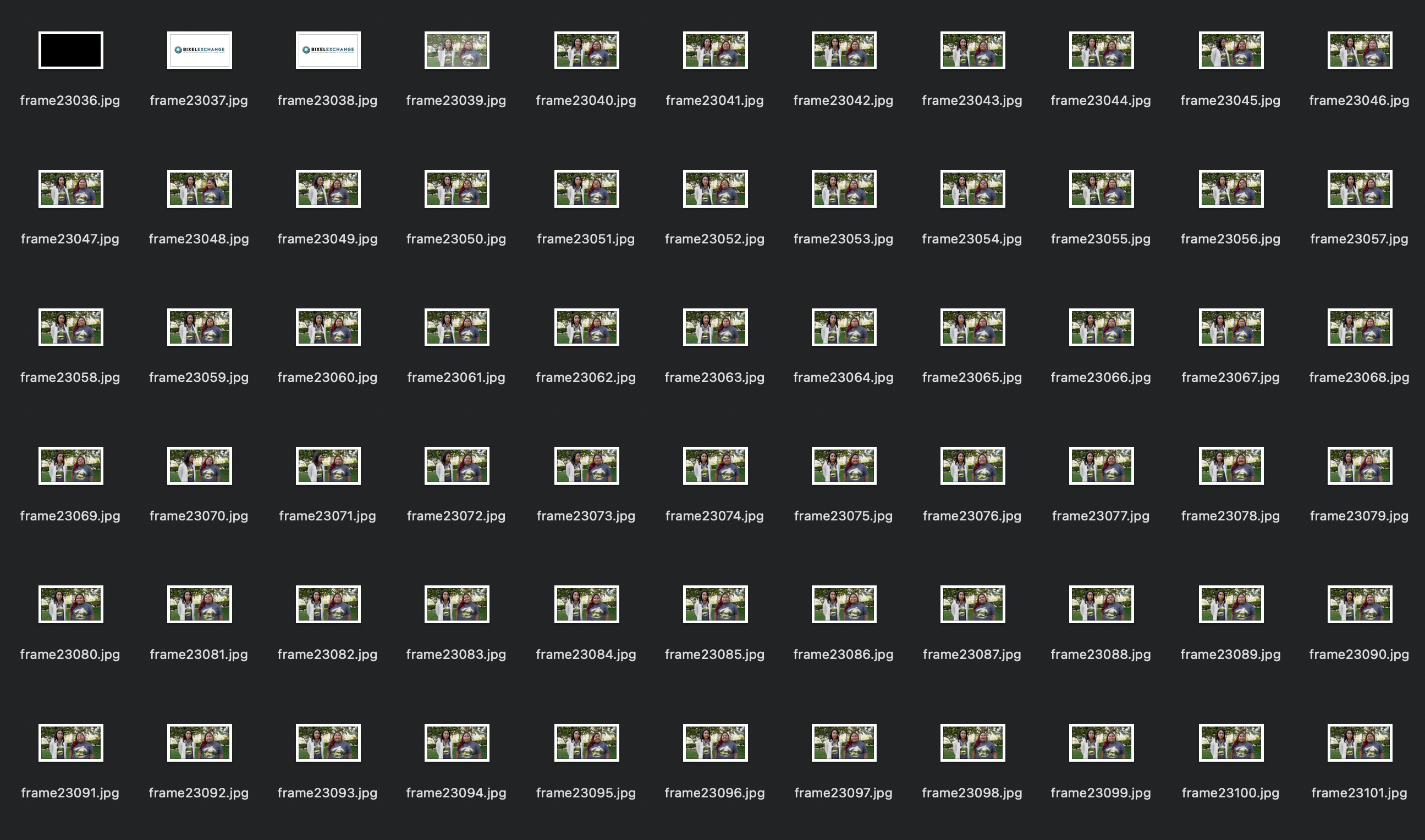 BIXELEXCHANGE BIXELEXCHANGE
frame23036.jpg frame23037.jpg frame23038.jpg frame23039.jpg frame23040.jpg frame23041.jpg frame23042.jpg frame23043.jpg frame23044.jpg frame23045.jpg frame23046.jpg
frame23047.jpg frame23048.jpg frame23049.jpg frame23050.jpg frame23051.jpg frame23052.jpg frame23053.jpg frame23054.jpg frame23055.jpg frame23056.jpg frame23057.jpg
frame23058.jpg frame23059.jpg frame23060.jpg frame23061.jpg frame23062.jpg frame23063.jpg frame23064.jpg frame23065.jpg frame23066.jpg frame23067.jpg frame23068.jpg
frame23069.jpg frame23070.jpg frame23071.jpg frame23072.jpg frame23073.jpg frame23074.jpg frame23075.jpg frame23076.jpg frame23077.jpg frame23078.jpg frame23079.jpg
frame23080.jpg frame23081.jpg frame23082.jpg frame23083.jpg frame23084.jpg frame23085.jpg frame23086.jpg frame23087.jpg frame23088.jpg frame23089.jpg frame23090.jpg
frame23091.jpg frame23092.jpg frame23093.jpg frame23094.jpg frame23095.jpg frame23096.jpg frame23097.jpg frame23098.jpg frame23099.jpg frame23100.jpg frame23101.jpg